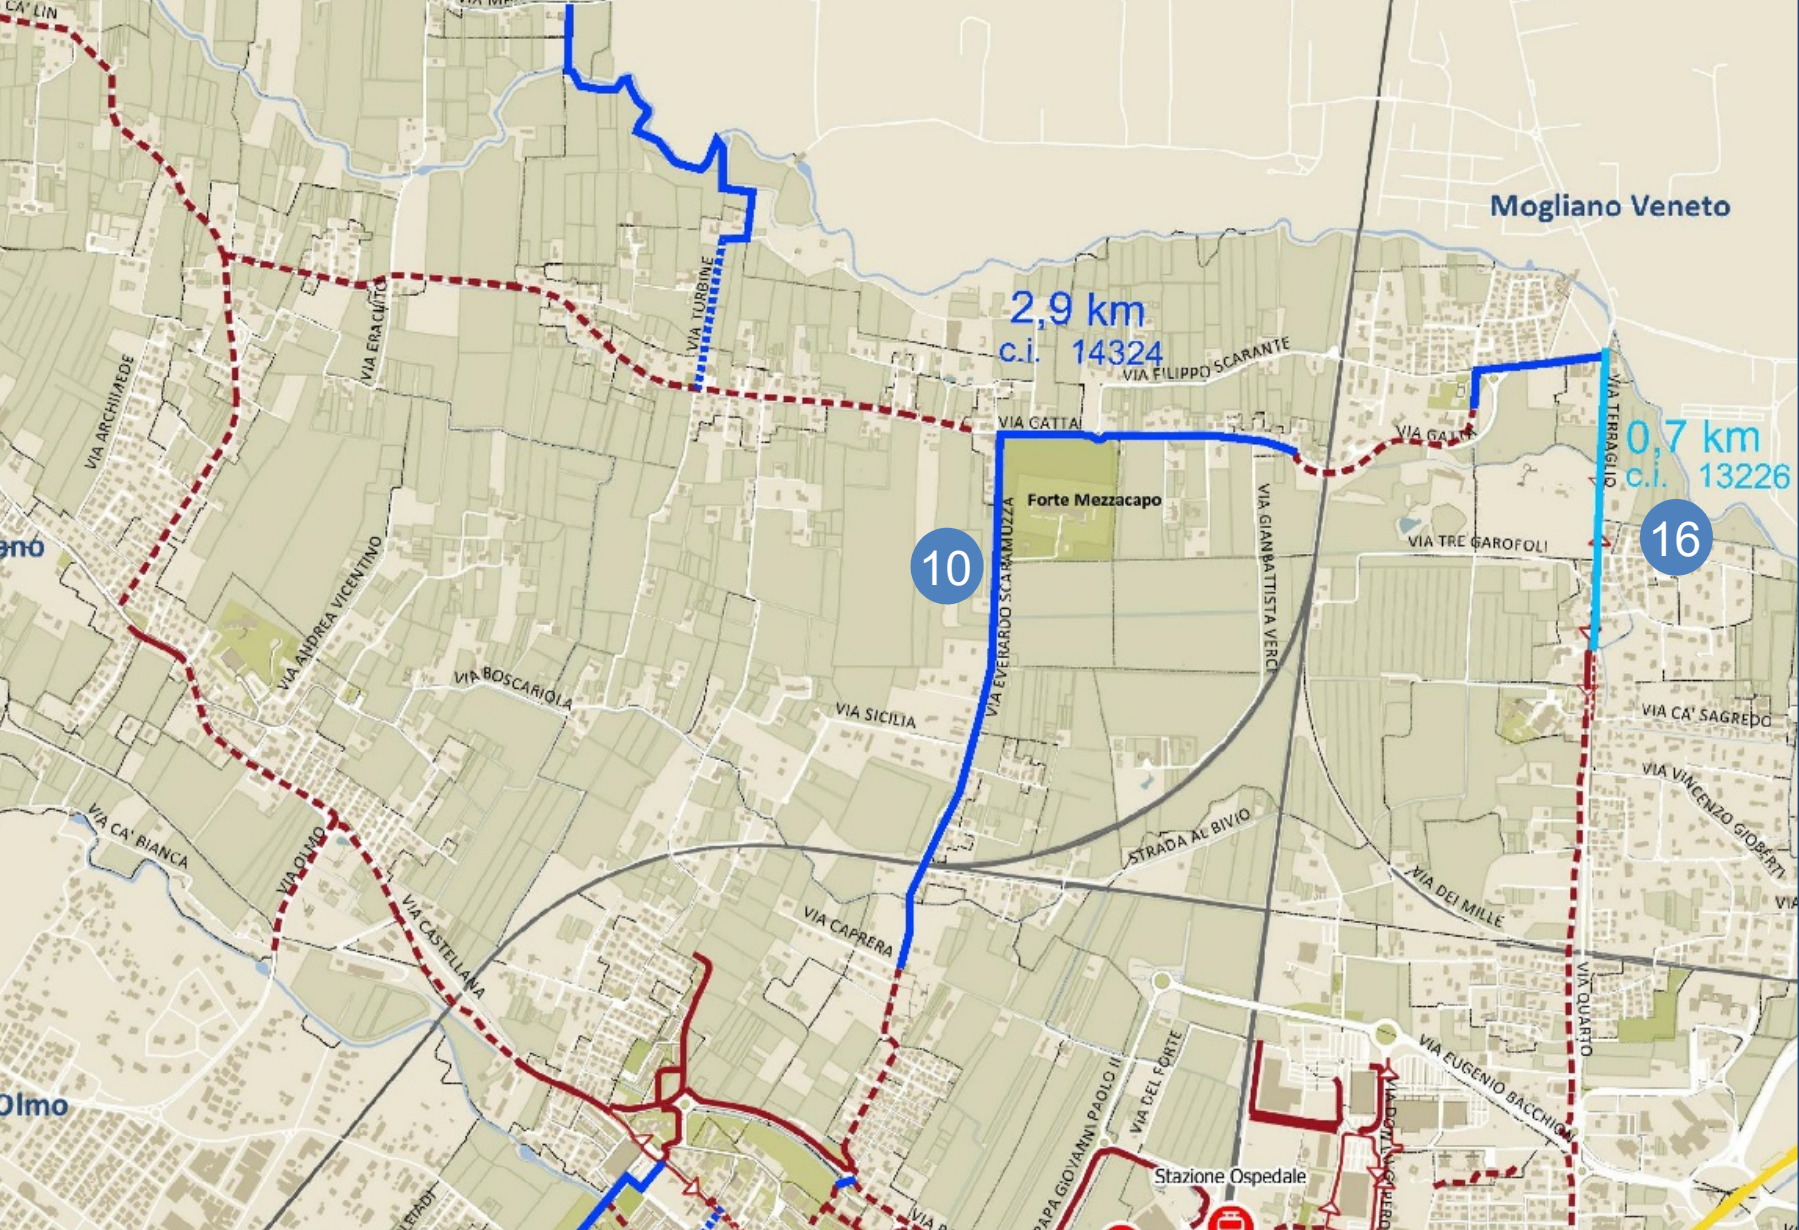 CA' LIN
Mogliano Veneto
VIA TURBINE
VIA ERACLITO
2,9 km
c.i. 14324
VIA FILIPPO SCARANTE
VIA ARCHIMEDE
VIA GATTA
VIA GATTA
VIA TERRAGLIO
0,7 km
c.i. 13226
Forte Mezzacapo
10
16
VIA EVERARDO SCARAMUZZA
VIA GIANBATTISTA VERCI
VIA TRE GAROFOLI
ano
VIA ANDREA VICENTINO
VIA BOSCARIOLA
VIA SICILIA
VIA CA' SAGREDO
VIA VINCENZO GIOBERTI
VIA CA' BIANCA
VIA OLMO
STRADA AL BIVIO
VIA DEI MILLE
VIA
VIA CASTELLANA
VIA CAPRERA
VIA QUARTO
VIA EUGENIO BACCHION
Olmo
PAPA GIOVANNI PAOLO II
VIA DEL FORTE
Stazione Ospedale